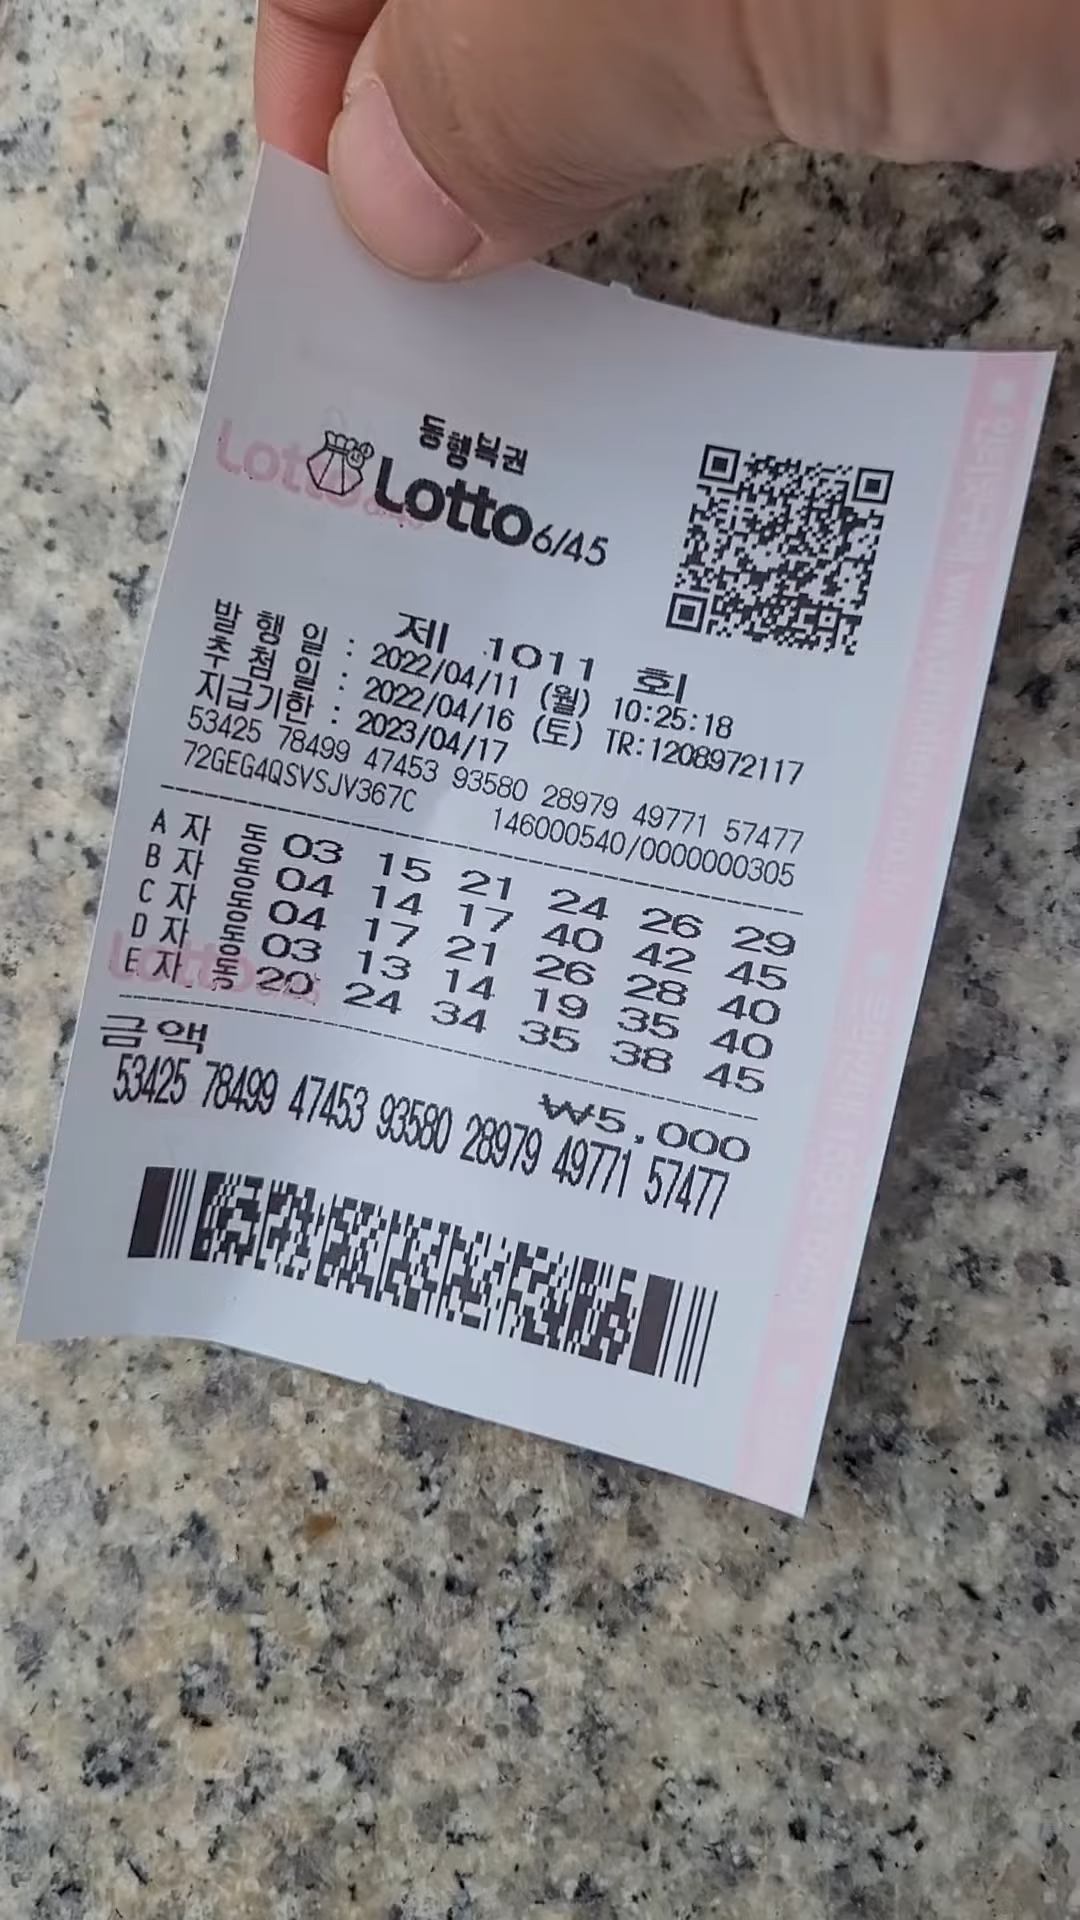 동행복권
Lotto 6/45
제 1011 회
발 행 일 : 2022/04/11 (월) 10:25:18
추 첨 일 : 2022/04/16 (토) TR:1208972117
지급기한 : 2023/04/17
53425 78499 47453 93580 28979 49771 57477
72GEG4QSVSJV367C 146000540/0000000305
A 자 동 03 15 21 24 26 29
B 자 동 04 14 17 40 42 45
C 자 동 04 17 21 26 28 40
D 자 동 03 13 14 19 35 40
E 자 동 20 24 34 35 38 45
금액 ₩5,000
53425 78499 47453 93580 28979 49771 57477